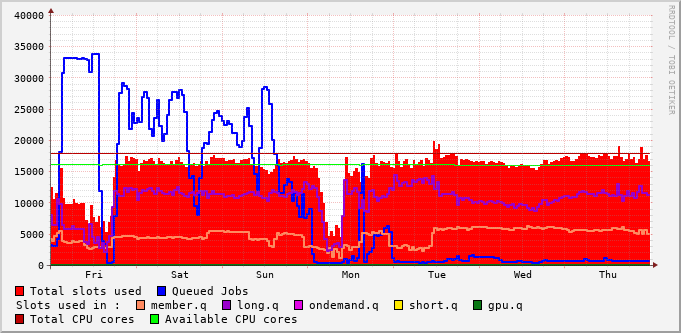 40000
35000
30000
25000
20000
15000
10000
5000
0
Fri Sat Sun Mon Tue Wed Thu
RRDTOOL / TOBI OETIKER
Total slots used Queued Jobs
Slots used in : member.q long.q ondemand.q short.q gpu.q
Total CPU cores Available CPU cores